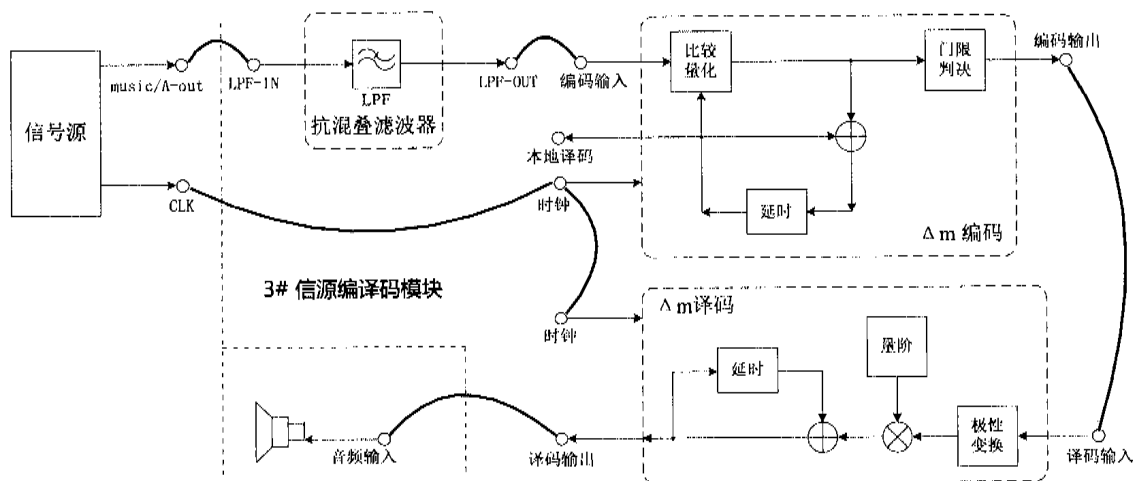 信号源
music/A-out
LPF-IN
LPF
抗混叠滤波器
LPF-OUT
编码输入
比较
量化
门限
判决
编码输出
本地译码
CLK
时钟
延时
Δm编码
3# 信源编译码模块
时钟
Δm译码
量阶
延时
极性
变换
音频输入
译码输出
译码输入